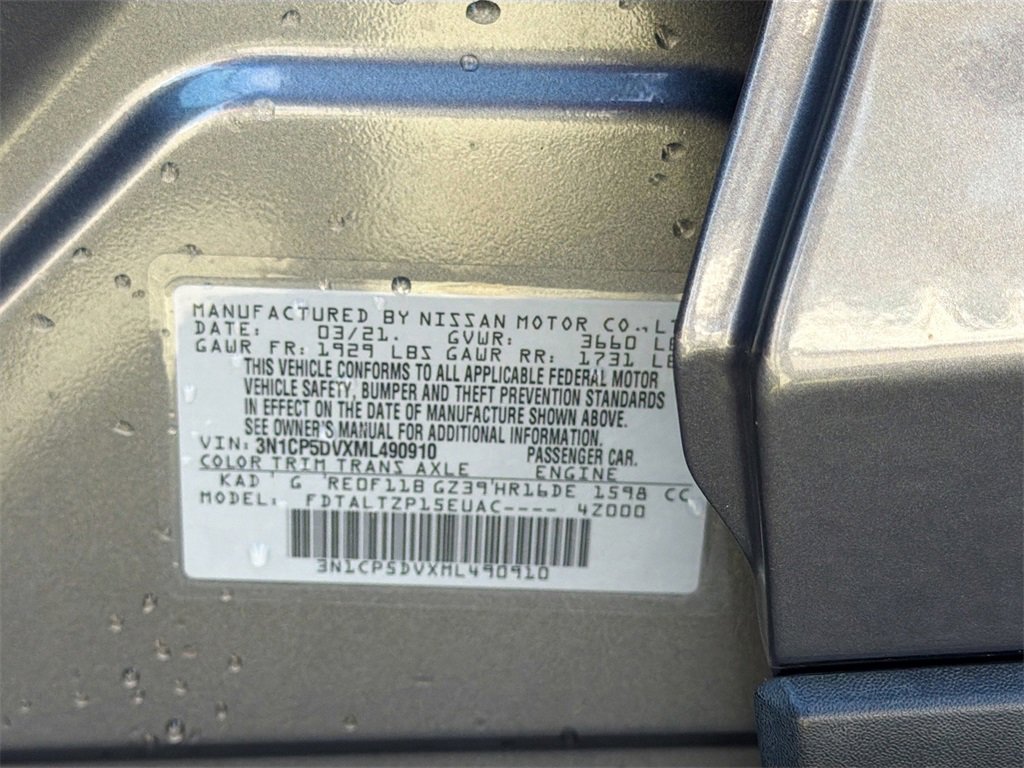 MANUFACTURED BY NISSAN MOTOR CO.,LT
DATE: 03/21. GVWR: 3660 LB
GAWR FR: 1929 LBS GAWR RR: 1731 LB
THIS VEHICLE CONFORMS TO ALL APPLICABLE FEDERAL MOTOR
VEHICLE SAFETY, BUMPER AND THEFT PREVENTION STANDARDS
IN EFFECT ON THE DATE OF MANUFACTURE SHOWN ABOVE.
SEE OWNER'S MANUAL FOR ADDITIONAL INFORMATION.
VIN: 3N1CP5DVXML490910 PASSENGER CAR.
COLOR TRIM TRANS AXLE ENGINE
KAD ' G 'RE0F11B GZ39'HR16DE 1598 CC
MODEL: FDTALTZP15EUAC---- 4Z000
3N1CP5DVXML490910